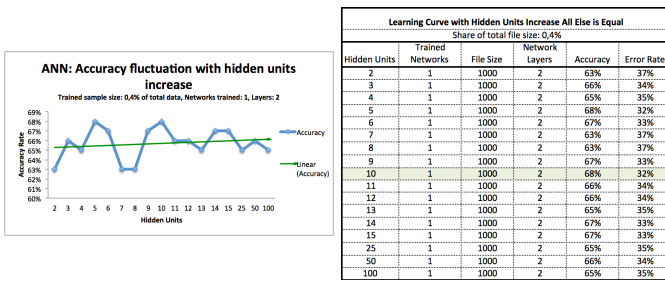 ANN: Accuracy fluctuation with hidden units
increase
Trained sample size: 0,4% of total data, Networks trained: 1, Layers: 2
Accuracy Rate
69%
68%
67%
66%
65%
64%
63%
62%
61%
60%
2 3 4 5 6 7 8 9 10 11 12 13 14 15 25 50 100
Hidden Units
Accuracy
Linear
(Accuracy)
Learning Curve with Hidden Units Increase All Else is Equal
Share of total file size: 0,4%
Hidden Units Trained Networks File Size Network Layers Accuracy Error Rate
2 1 1000 2 63% 37%
3 1 1000 2 66% 34%
4 1 1000 2 65% 35%
5 1 1000 2 68% 32%
6 1 1000 2 67% 33%
7 1 1000 2 63% 37%
8 1 1000 2 63% 37%
9 1 1000 2 67% 33%
10 1 1000 2 68% 32%
11 1 1000 2 66% 34%
12 1 1000 2 66% 34%
13 1 1000 2 65% 35%
14 1 1000 2 67% 33%
15 1 1000 2 67% 33%
25 1 1000 2 65% 35%
50 1 1000 2 66% 34%
100 1 1000 2 65% 35%